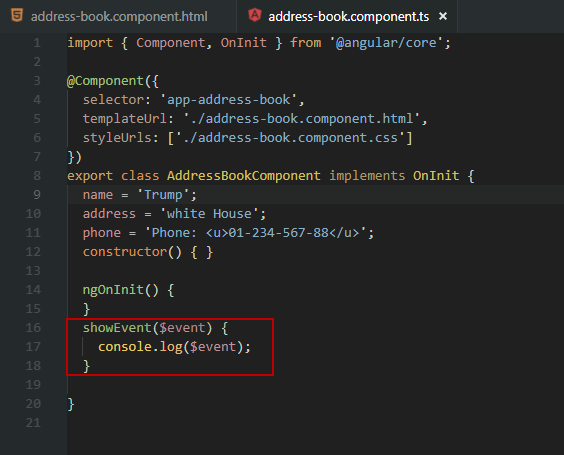 address-book.component.html
address-book.component.ts ×
1 import { Component, OnInit } from '@angular/core';
2
3 @Component({
4   selector: 'app-address-book',
5   templateUrl: './address-book.component.html',
6   styleUrls: ['./address-book.component.css']
7 })
8 export class AddressBookComponent implements OnInit {
9   name = 'Trump';
10   address = 'white House';
11   phone = 'Phone: <u>01-234-567-88</u>';
12   constructor() { }
13
14   ngOnInit() {
15   }
16   showEvent($event) {
17     console.log($event);
18   }
19
20 }
21